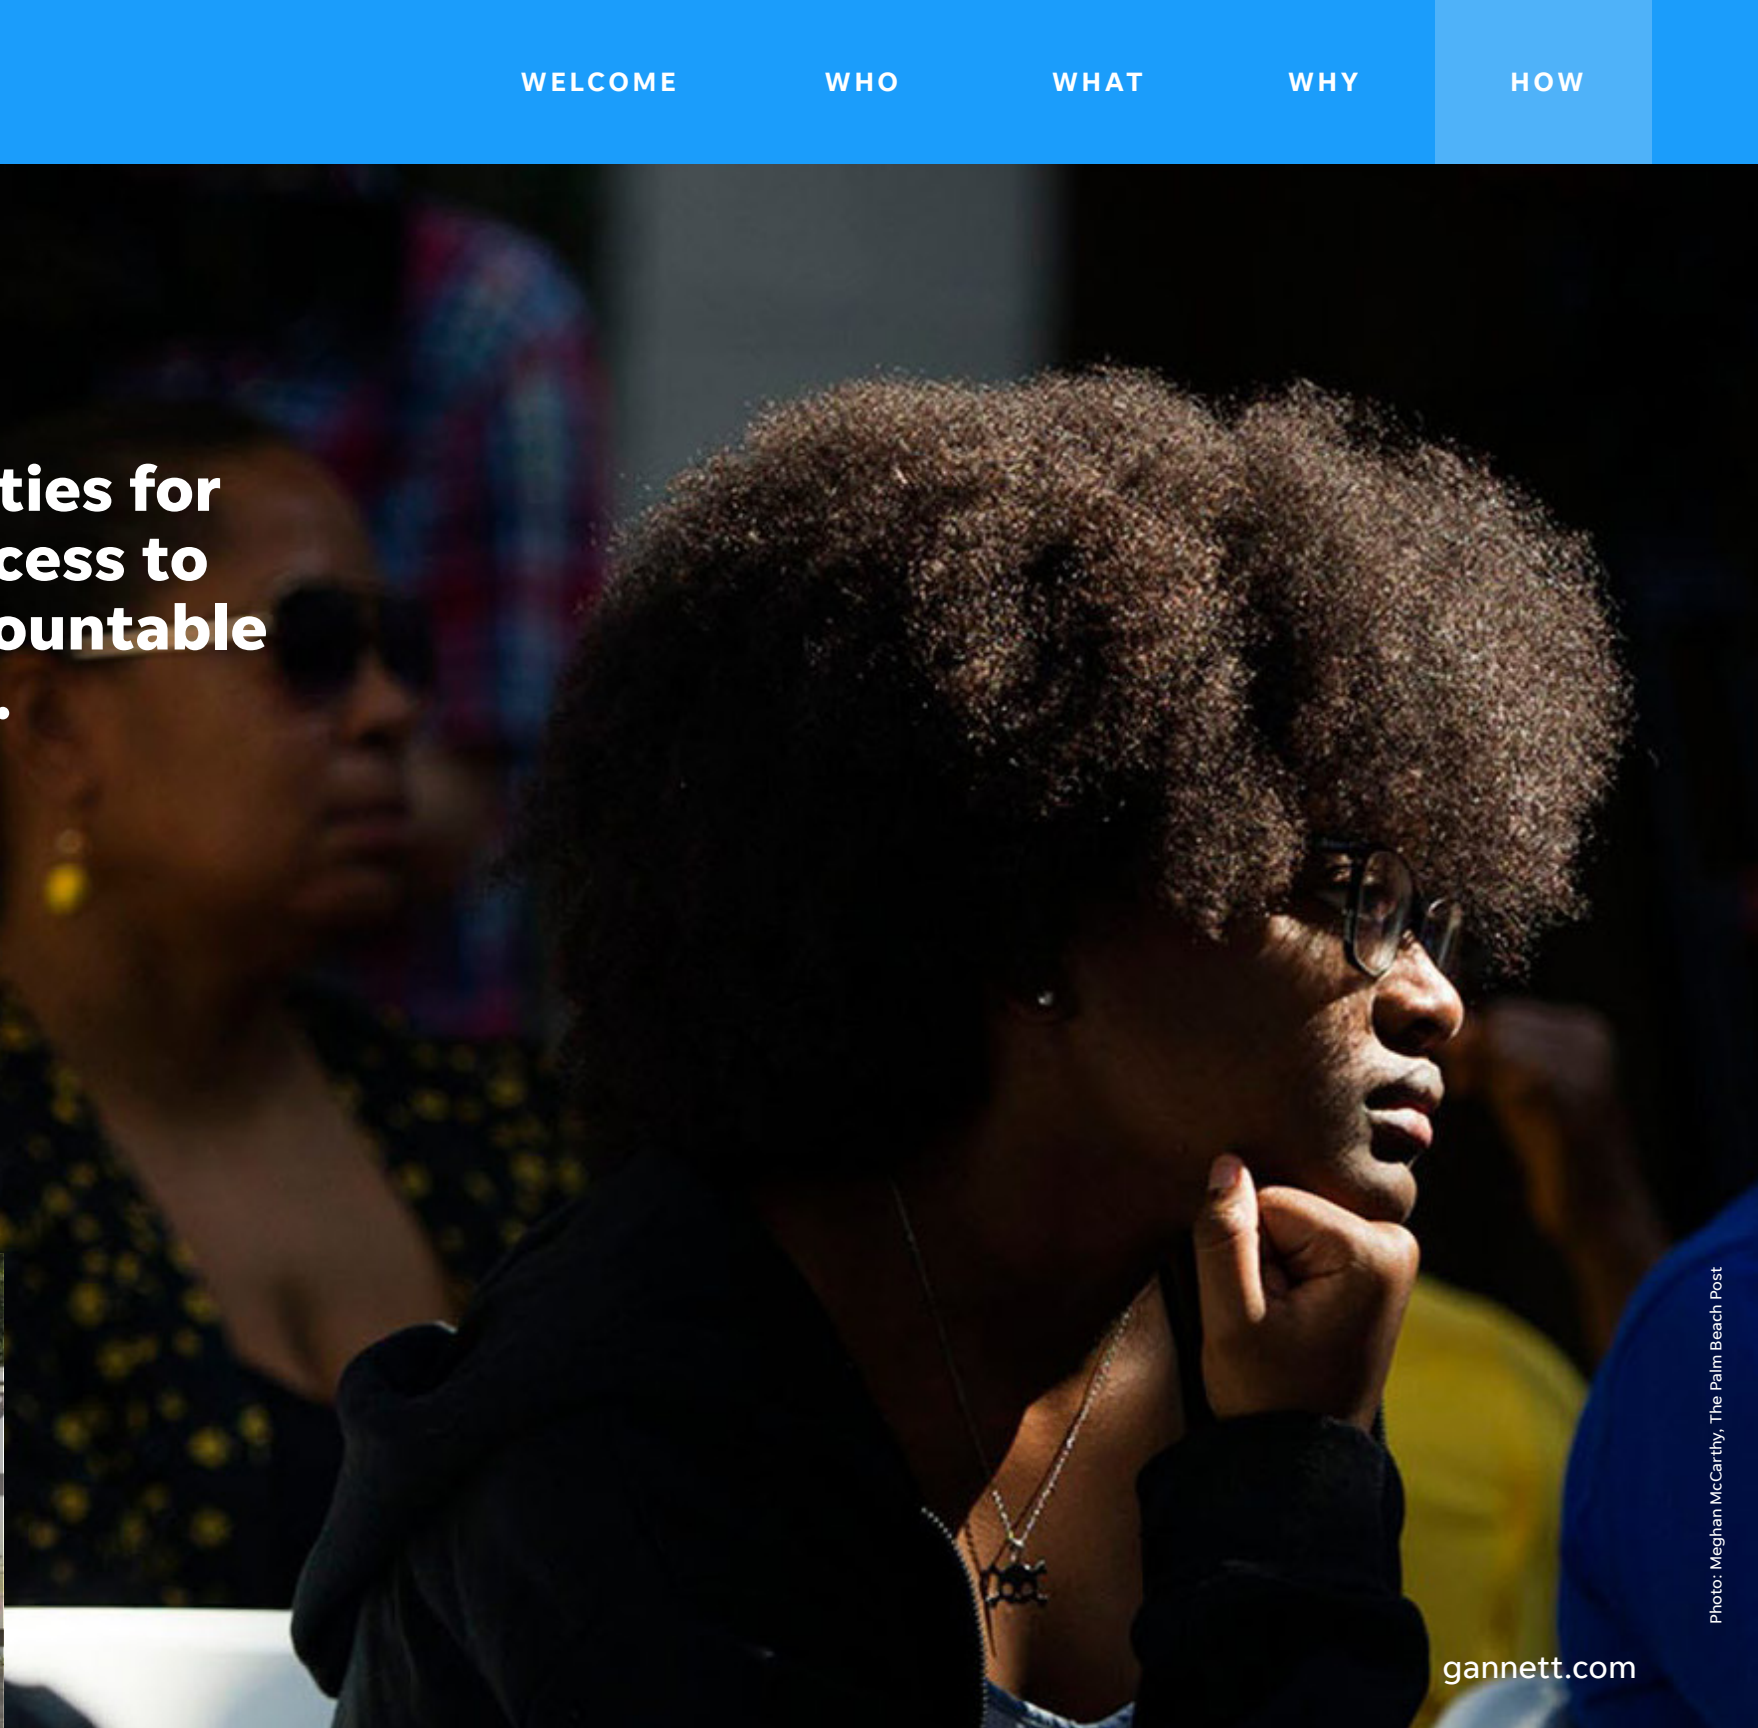 WELCOME WHO WHAT WHY HOW
ties for
cess to
ountable
.
Photo: Meghan McCarthy, The Palm Beach Post
gannett.com